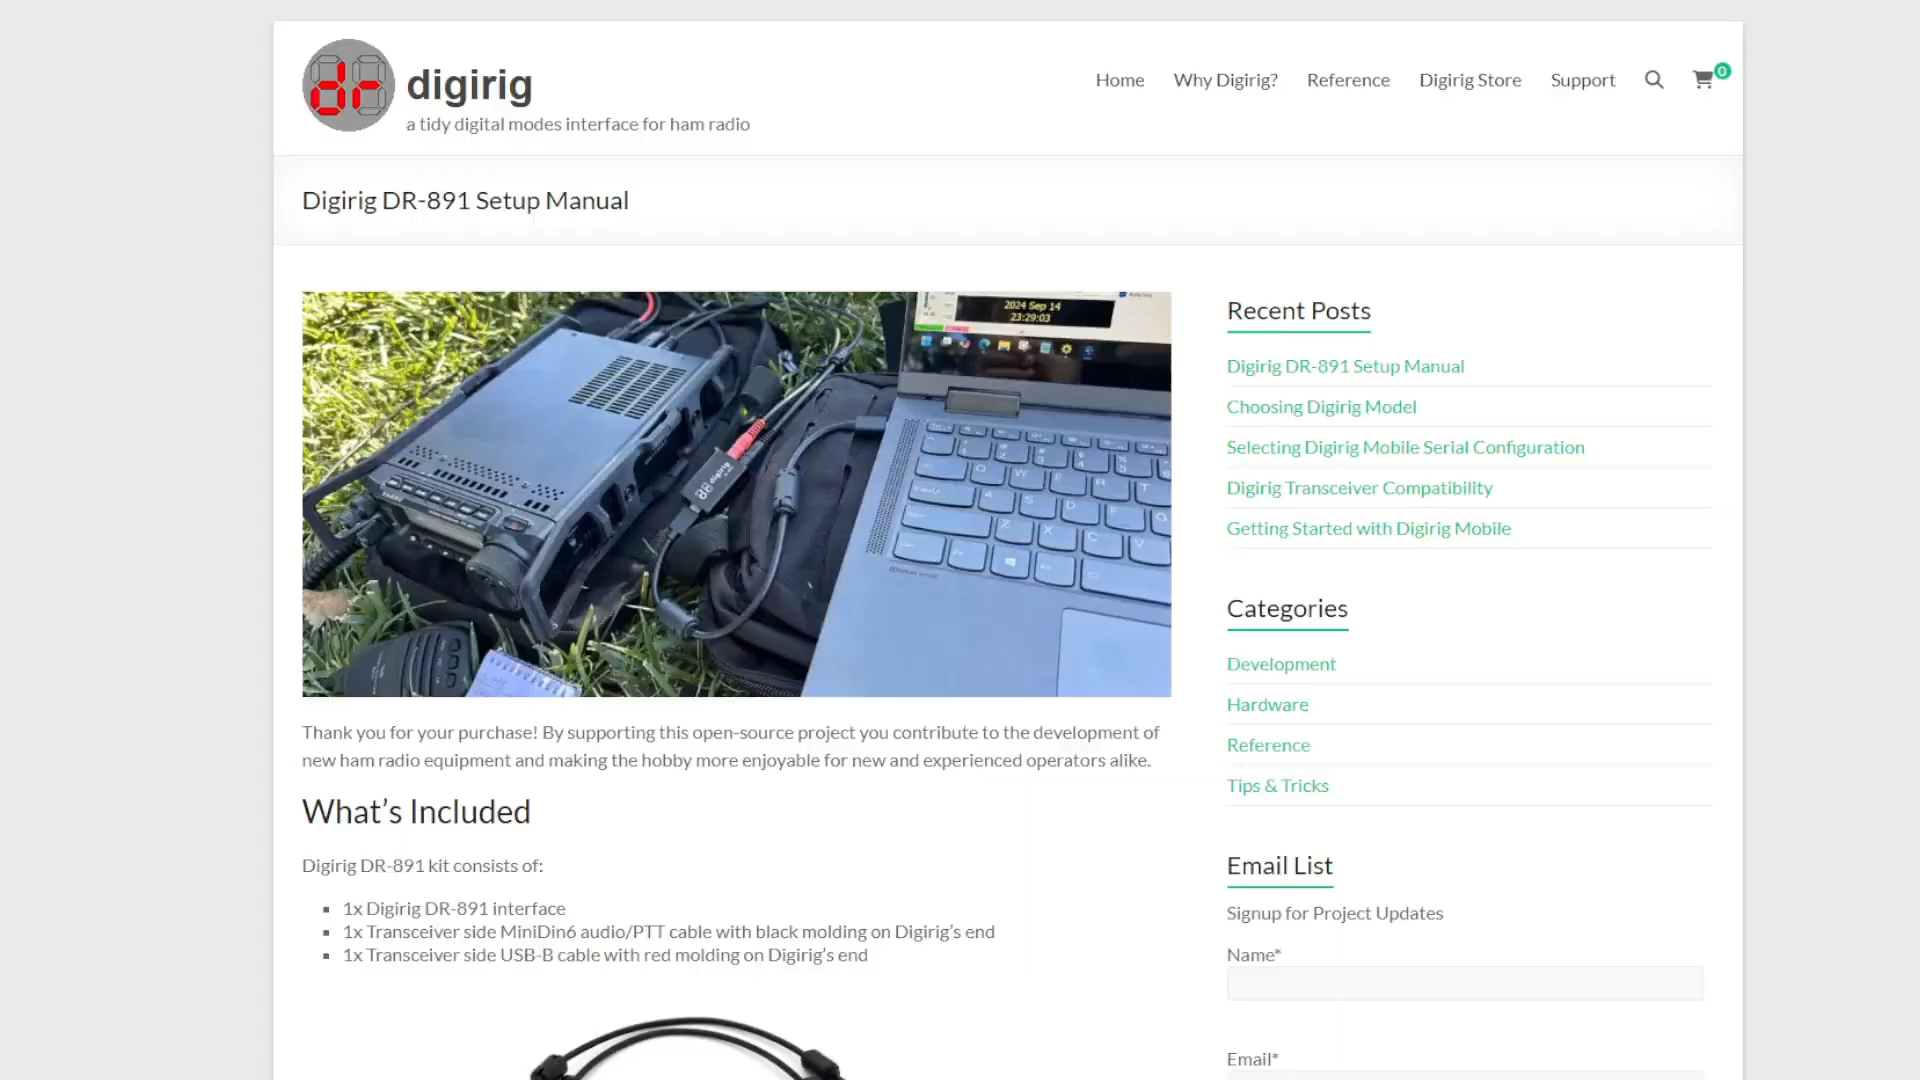 digirig
a tidy digital modes interface for ham radio
Home Why Digirig? Reference Digirig Store Support 0
Digirig DR-891 Setup Manual
2024 Sep 14
23:29:03
digirig
Thank you for your purchase! By supporting this open-source project you contribute to the development of
new ham radio equipment and making the hobby more enjoyable for new and experienced operators alike.
What’s Included
Digirig DR-891 kit consists of:
1x Digirig DR-891 interface
1x Transceiver side MiniDin6 audio/PTT cable with black molding on Digirig’s end
1x Transceiver side USB-B cable with red molding on Digirig’s end
Recent Posts
Digirig DR-891 Setup Manual
Choosing Digirig Model
Selecting Digirig Mobile Serial Configuration
Digirig Transceiver Compatibility
Getting Started with Digirig Mobile
Categories
Development
Hardware
Reference
Tips & Tricks
Email List
Signup for Project Updates
Name*
Email*